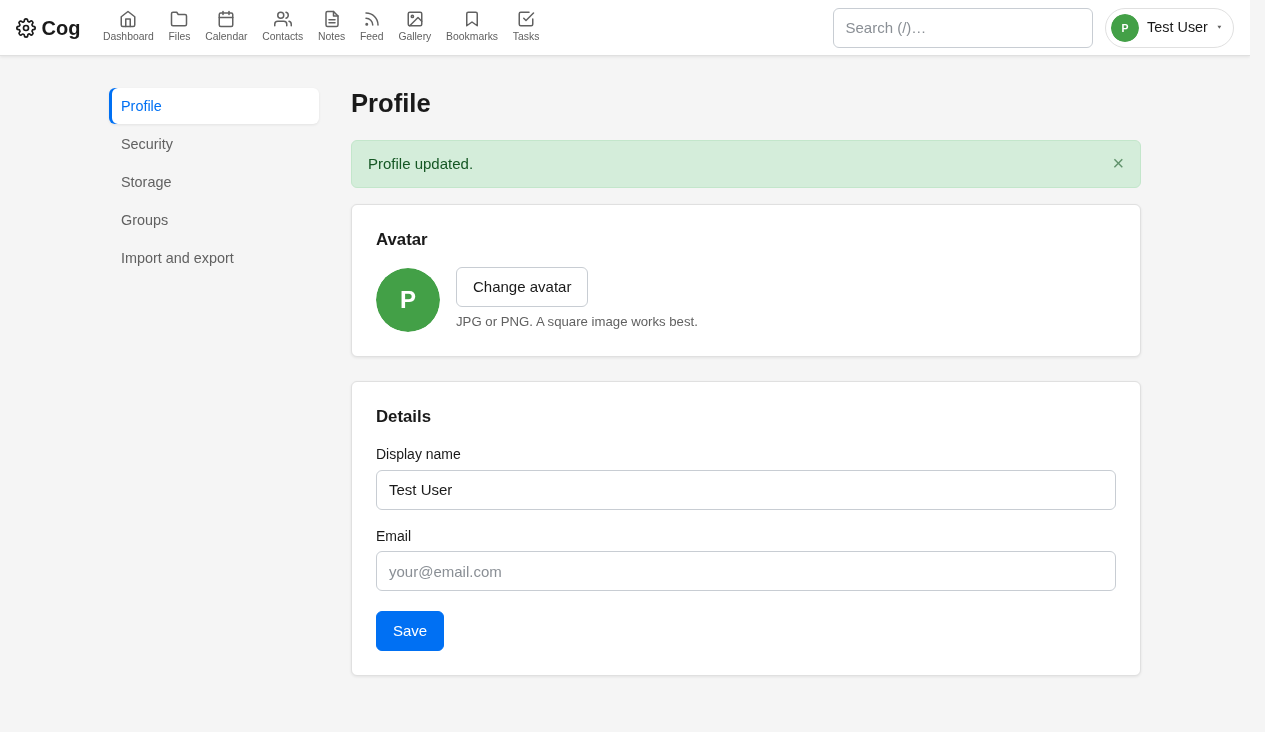 Cog
Dashboard Files Calendar Contacts Notes Feed Gallery Bookmarks Tasks
Search (/)…
P Test User
Profile
Security
Storage
Groups
Import and export
Profile
Profile updated. ×
Avatar
P
Change avatar
JPG or PNG. A square image works best.
Details
Display name
Test User
Email
your@email.com
Save